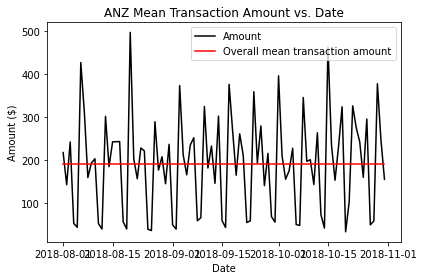 ANZ Mean Transaction Amount vs. Date
Amount
Overall mean transaction amount
500
400
300
200
100
Amount ($)
2018-08-01
2018-08-15
2018-09-01
2018-09-15
2018-10-01
2018-10-15
2018-11-01
Date